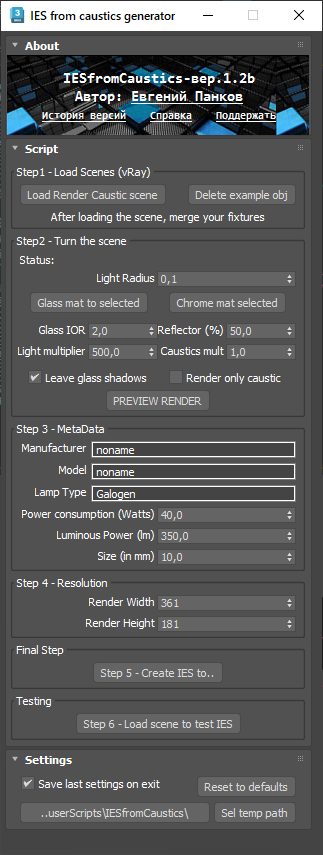 IES from caustics generator
About
IESfromCaustics-вер.1.2b
Автор: Евгений Панков
История версий Справка Поддержать
Script
Step1 - Load Scenes (vRay)
Load Render Caustic scene Delete example obj
After loading the scene, merge your fixtures
Step2 - Turn the scene
Status:
Light Radius 0,1
Glass mat to selected Chrome mat selected
Glass IOR 2,0 Reflector (%) 50,0
Light multiplier 500,0 Caustics mult 1,0
Leave glass shadows Render only caustic
PREVIEW RENDER
Step 3 - MetaData
Manufacturer noname
Model noname
Lamp Type Galogen
Power consumption (Watts) 40,0
Luminous Power (lm) 350,0
Size (in mm) 10,0
Step 4 - Resolution
Render Width 361
Render Height 181
Final Step
Step 5 - Create IES to..
Testing
Step 6 - Load scene to test IES
Settings
Save last settings on exit Reset to defaults
..userScripts\IESfromCaustics\ Sel temp path